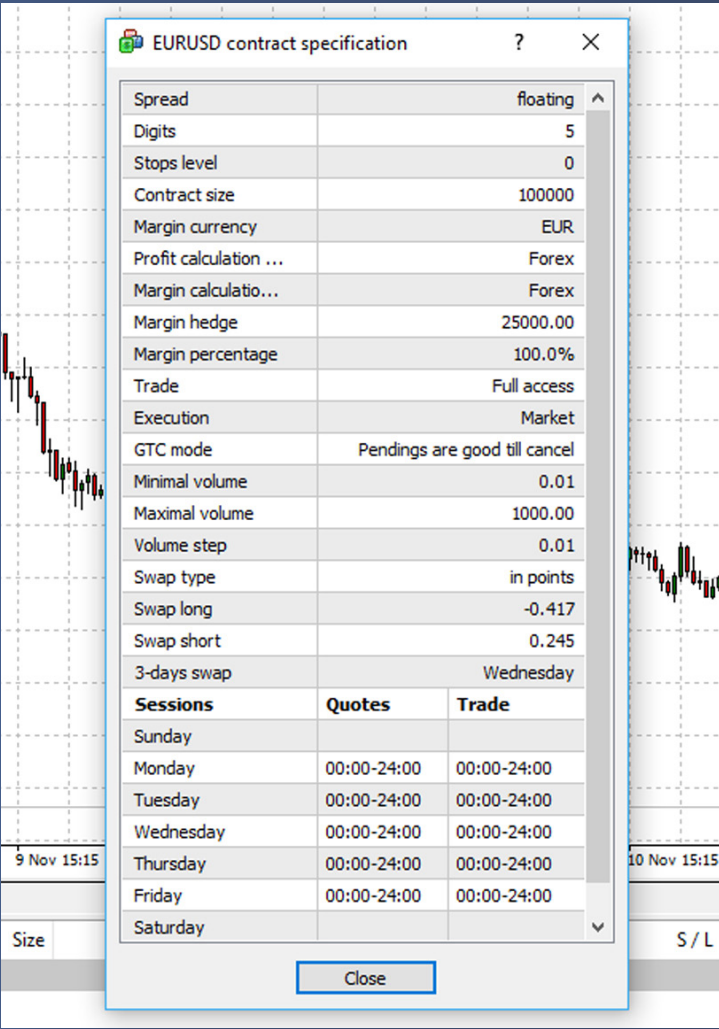 EURUSD contract specification ?
Spread floating
Digits 5
Stops level 0
Contract size 100000
Margin currency EUR
Profit calculation ... Forex
Margin calculatio... Forex
Margin hedge 25000.00
Margin percentage 100.0%
Trade Full access
Execution Market
GTC mode Pendings are good till cancel
Minimal volume 0.01
Maximal volume 1000.00
Volume step 0.01
Swap type in points
Swap long -0.417
Swap short 0.245
3-days swap Wednesday
Sessions Quotes Trade
Sunday
Monday 00:00-24:00 00:00-24:00
Tuesday 00:00-24:00 00:00-24:00
Wednesday 00:00-24:00 00:00-24:00
Thursday 00:00-24:00 00:00-24:00
Friday 00:00-24:00 00:00-24:00
Saturday
9 Nov 15:15 10 Nov 15:15
Size S / L
Close